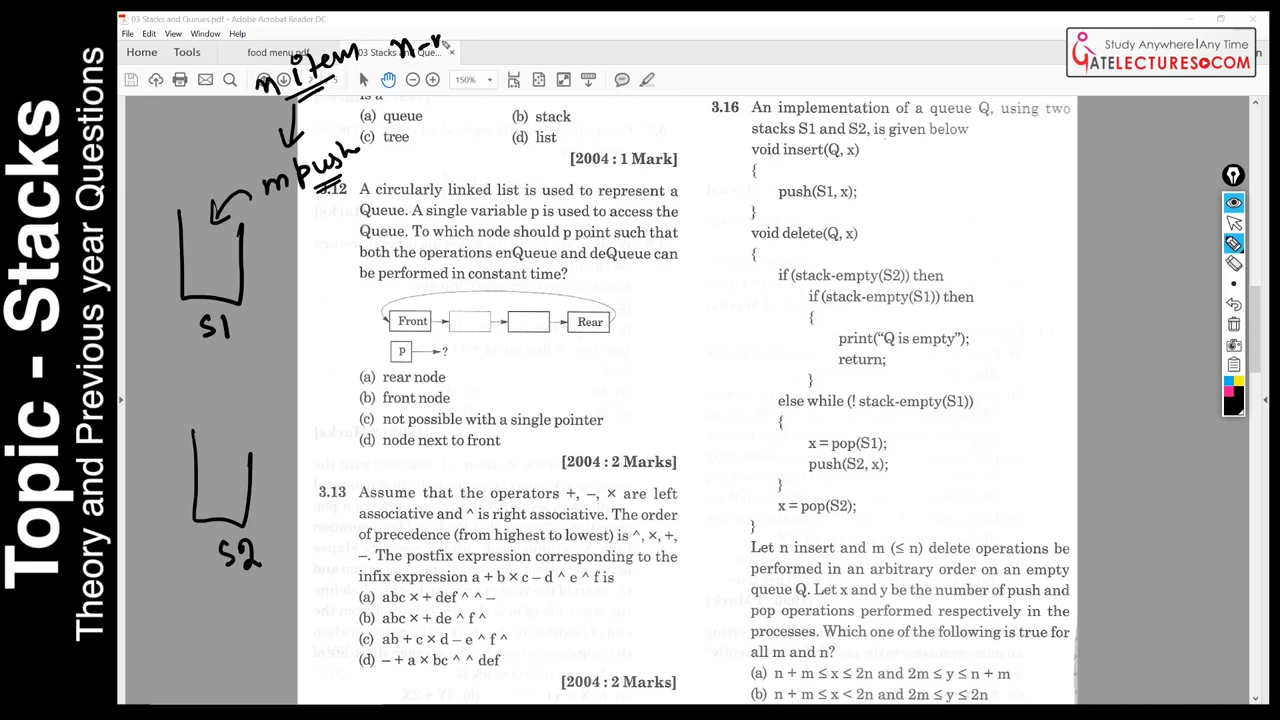 Topic - Stacks
Theory and Previous year Questions
03 Stacks and Queues.pdf - Adobe Acrobat Reader DC
File Edit View Window Help
Home Tools food menu.pdf 03 Stacks and Que... ×
150%
Study Anywhere|Any Time
GATELECTURES.COM
n item
n-
m push
S1
S2
is a
(a) queue (b) stack
(c) tree (d) list
[2004 : 1 Mark]
3.12 A circularly linked list is used to represent a
Queue. A single variable p is used to access the
Queue. To which node should p point such that
both the operations enQueue and deQueue can
be performed in constant time?
Front Rear
p ?
(a) rear node
(b) front node
(c) not possible with a single pointer
(d) node next to front
[2004 : 2 Marks]
3.13 Assume that the operators +, –, × are left
associative and ^ is right associative. The order
of precedence (from highest to lowest) is ^, ×, +,
–. The postfix expression corresponding to the
infix expression a + b × c – d ^ e ^ f is
(a) abc × + def ^ ^ –
(b) abc × + de ^ f ^
(c) ab + c × d – e ^ f ^
(d) – + a × bc ^ ^ def
[2004 : 2 Marks]
3.16 An implementation of a queue Q, using two
stacks S1 and S2, is given below
void insert(Q, x)
{
push(S1, x);
}
void delete(Q, x)
{
if (stack-empty(S2)) then
if (stack-empty(S1)) then
{
print(“Q is empty”);
return;
}
else while (! stack-empty(S1))
{
x = pop(S1);
push(S2, x);
}
x = pop(S2);
}
Let n insert and m (≤ n) delete operations be
performed in an arbitrary order on an empty
queue Q. Let x and y be the number of push and
pop operations performed respectively in the
processes. Which one of the following is true for
all m and n?
(a) n + m ≤ x ≤ 2n and 2m ≤ y ≤ n + m
(b) n + m ≤ x < 2n and 2m ≤ y ≤ 2n